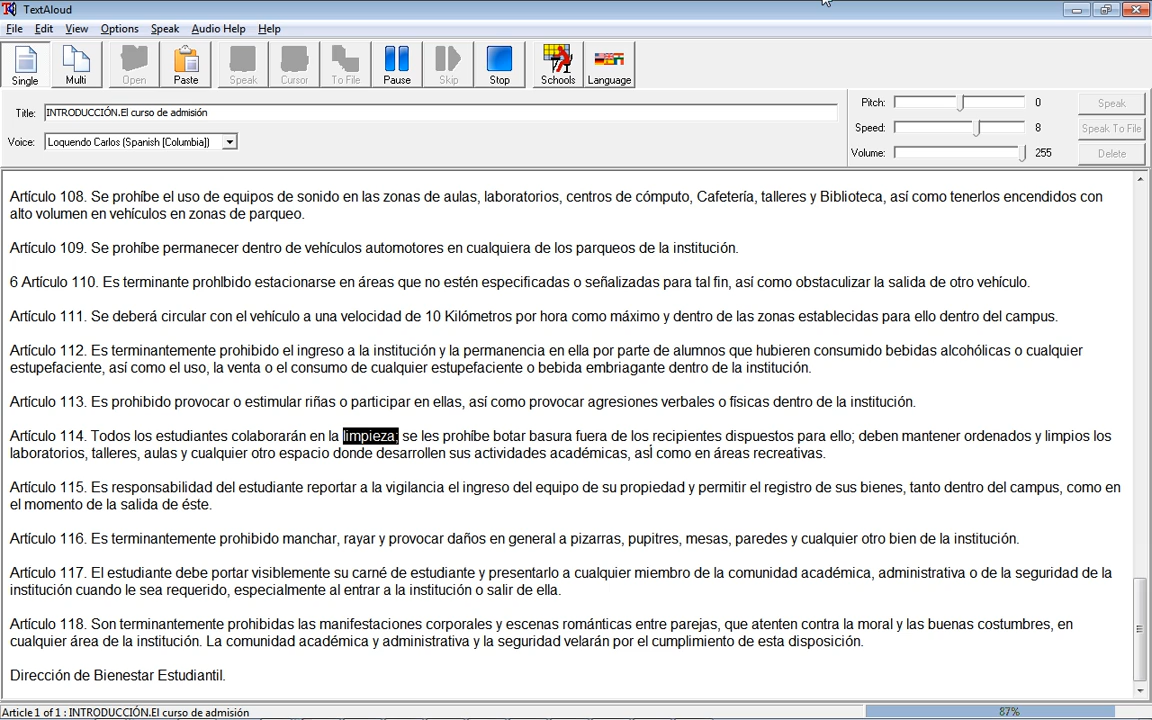 TextAloud
File Edit View Options Speak Audio Help Help
Single Multi Open Paste Speak Cursor To File Pause Skip Stop Schools Language
Title: INTRODUCCIÓN.El curso de admisión
Voice: Loquendo Carlos (Spanish [Columbia])
Pitch: 0 Speak
Speed: 8 Speak To File
Volume: 255 Delete
Artículo 108. Se prohíbe el uso de equipos de sonido en las zonas de aulas, laboratorios, centros de cómputo, Cafetería, talleres y Biblioteca, así como tenerlos encendidos con
alto volumen en vehículos en zonas de parqueo.
Artículo 109. Se prohíbe permanecer dentro de vehículos automotores en cualquiera de los parqueos de la institución.
6 Artículo 110. Es terminante prohlbido estacionarse en áreas que no estén especificadas o señalizadas para tal fin, así como obstaculizar la salida de otro vehículo.
Artículo 111. Se deberá circular con el vehículo a una velocidad de 10 Kilómetros por hora como máximo y dentro de las zonas establecidas para ello dentro del campus.
Artículo 112. Es terminantemente prohibido el ingreso a la institución y la permanencia en ella por parte de alumnos que hubieren consumido bebidas alcohólicas o cualquier
estupefaciente, así como el uso, la venta o el consumo de cualquier estupefaciente o bebida embriagante dentro de la institución.
Artículo 113. Es prohibido provocar o estimular riñas o participar en ellas, así como provocar agresiones verbales o físicas dentro de la institución.
Artículo 114. Todos los estudiantes colaborarán en la limpieza; se les prohíbe botar basura fuera de los recipientes dispuestos para ello; deben mantener ordenados y limpios los
laboratorios, talleres, aulas y cualquier otro espacio donde desarrollen sus actividades académicas, así como en áreas recreativas.
Artículo 115. Es responsabilidad del estudiante reportar a la vigilancia el ingreso del equipo de su propiedad y permitir el registro de sus bienes, tanto dentro del campus, como en
el momento de la salida de éste.
Artículo 116. Es terminantemente prohibido manchar, rayar y provocar daños en general a pizarras, pupitres, mesas, paredes y cualquier otro bien de la institución.
Artículo 117. El estudiante debe portar visiblemente su carné de estudiante y presentarlo a cualquier miembro de la comunidad académica, administrativa o de la seguridad de la
institución cuando le sea requerido, especialmente al entrar a la institución o salir de ella.
Artículo 118. Son terminantemente prohibidas las manifestaciones corporales y escenas románticas entre parejas, que atenten contra la moral y las buenas costumbres, en
cualquier área de la institución. La comunidad académica y administrativa y la seguridad velarán por el cumplimiento de esta disposición.
Dirección de Bienestar Estudiantil.
Article 1 of 1 : INTRODUCCIÓN.El curso de admisión 87%